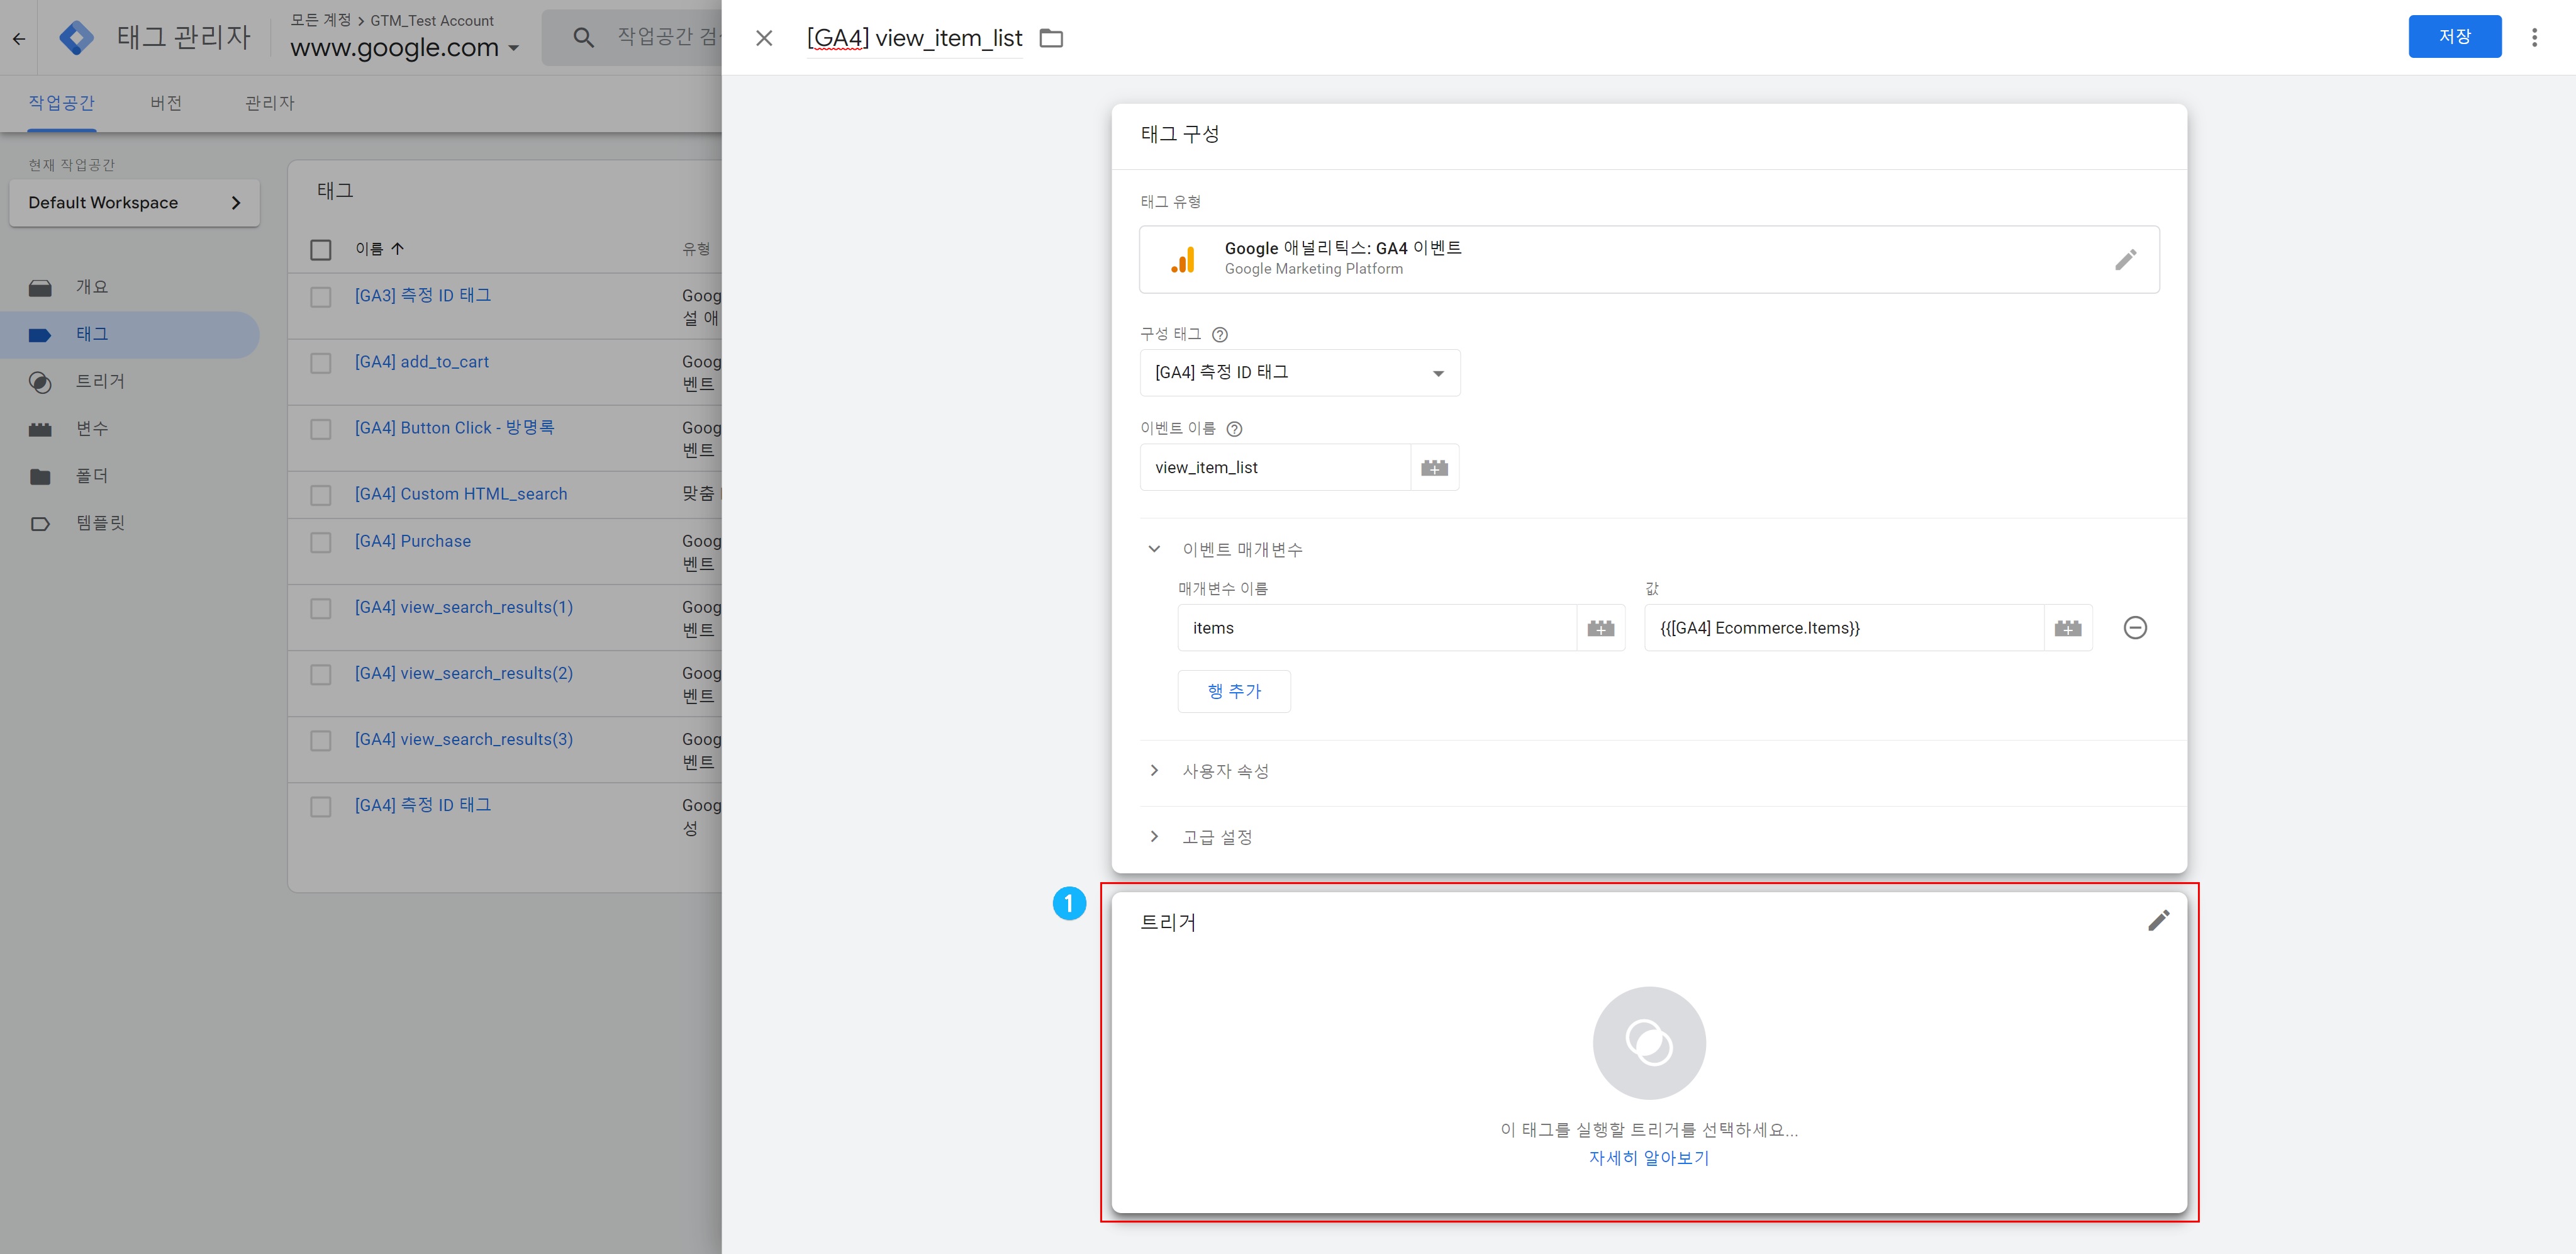 태그 관리자
모든 계정 > GTM_Test Account
www.google.com
작업공간 검
[GA4] view_item_list
저장
작업공간
버전
관리자
현재 작업공간
Default Workspace
개요
태그
트리거
변수
폴더
템플릿
태그
이름
유형
[GA3] 측정 ID 태그
Goog
설 애
[GA4] add_to_cart
Goog
벤트
[GA4] Button Click - 방명록
Goog
벤트
[GA4] Custom HTML_search
맞춤
[GA4] Purchase
Goog
벤트
[GA4] view_search_results(1)
Goog
벤트
[GA4] view_search_results(2)
Goog
벤트
[GA4] view_search_results(3)
Goog
벤트
[GA4] 측정 ID 태그
Goog
성
태그 구성
태그 유형
Google 애널리틱스: GA4 이벤트
Google Marketing Platform
구성 태그
[GA4] 측정 ID 태그
이벤트 이름
view_item_list
이벤트 매개변수
매개변수 이름
값
items
{{[GA4] Ecommerce.Items}}
행 추가
사용자 속성
고급 설정
1
트리거
이 태그를 실행할 트리거를 선택하세요...
자세히 알아보기